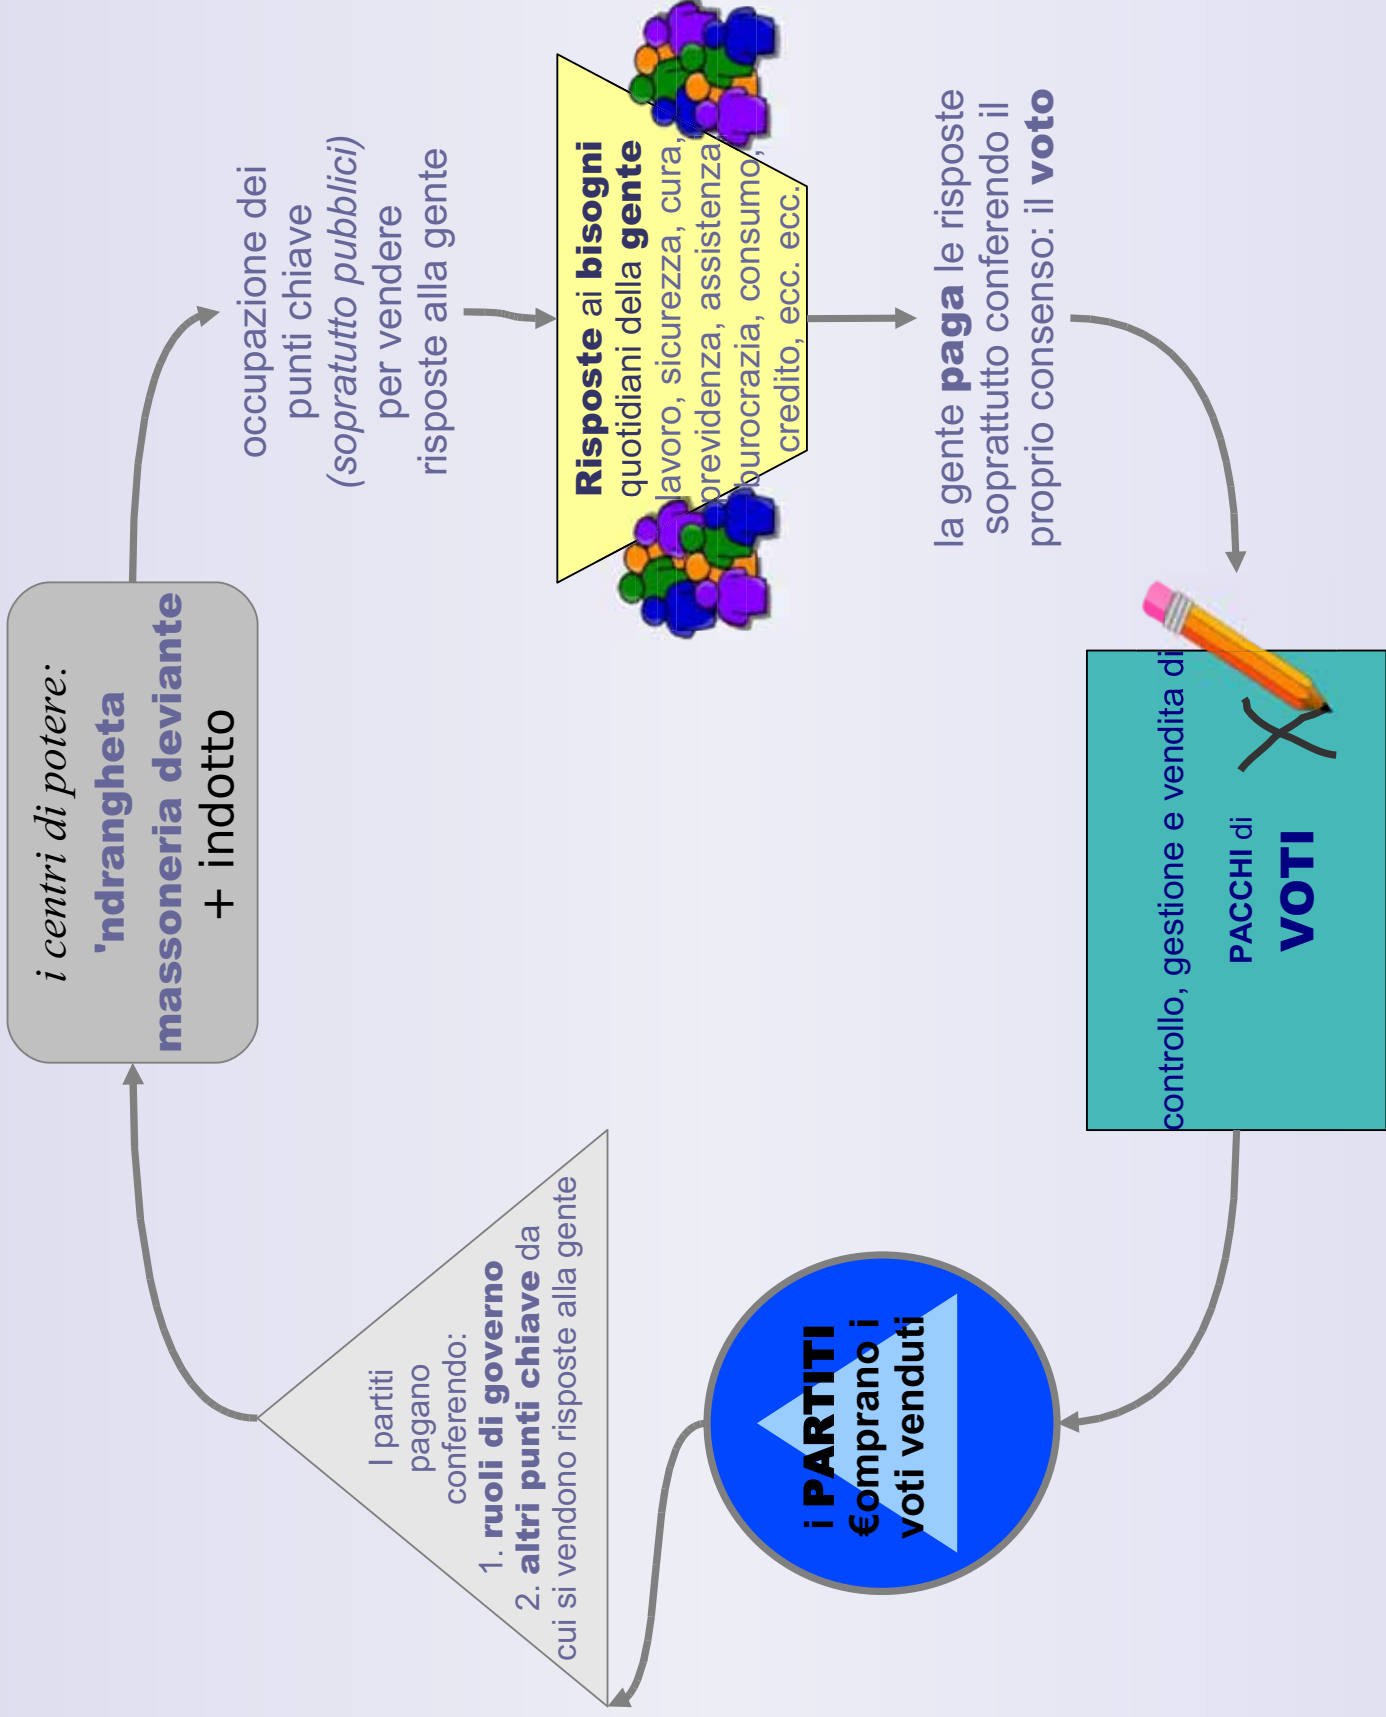 i centri di potere:
'ndrangheta
massoneria deviante
+ indotto
occupazione dei
punti chiave
(sopratutto pubblici)
per vendere
risposte alla gente
Risposte ai bisogni
quotidiani della gente
lavoro, sicurezza, cura,
previdenza, assistenza,
burocrazia, consumo,
credito, ecc. ecc.
la gente paga le risposte
soprattutto conferendo il
proprio consenso: il voto
controllo, gestione e vendita di
PACCHI di
VOTI
i PARTITI
€omprano i
voti venduti
I partiti
pagano
conferendo:
1. ruoli di governo
2. altri punti chiave da
cui si vendono risposte alla gente